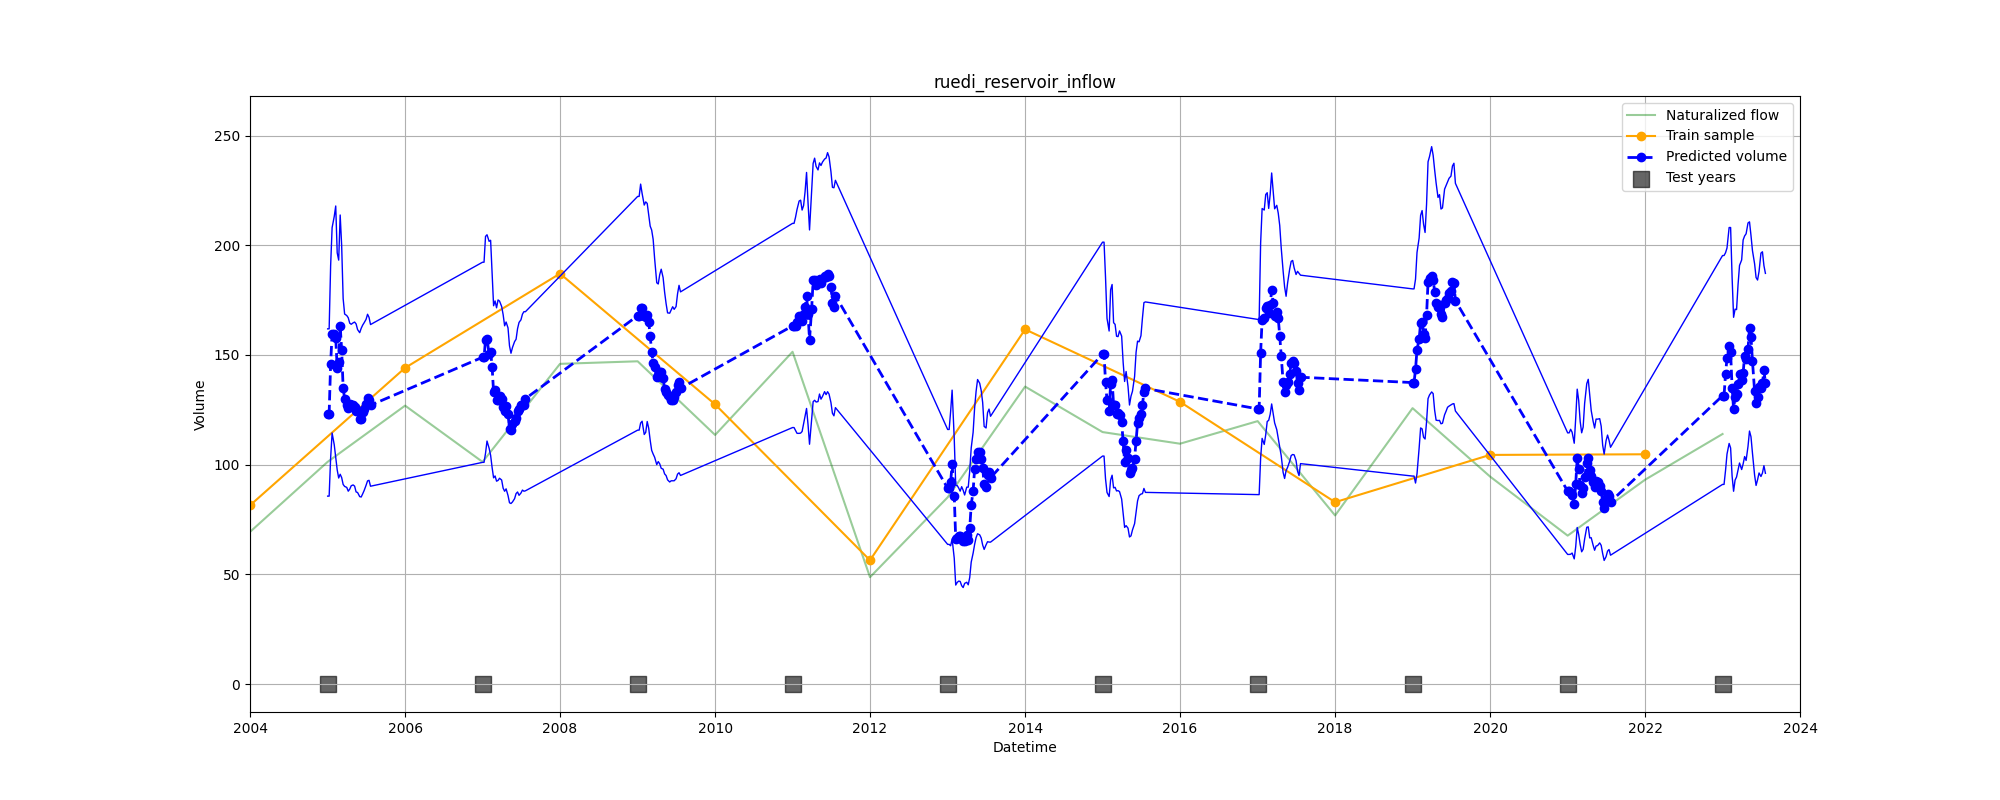 ruedi_reservoir_inflow
Naturalized flow
Train sample
Predicted volume
Test years
250
200
150
100
50
0
Volume
2004 2006 2008 2010 2012 2014 2016 2018 2020 2022 2024
Datetime